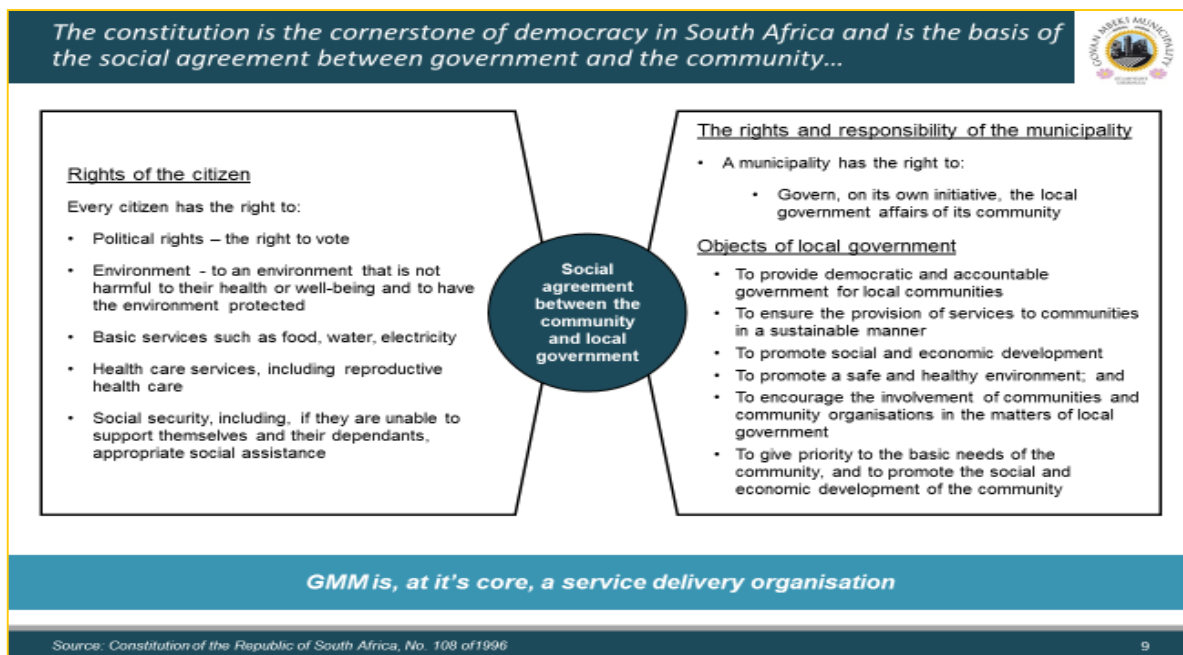 The constitution is the cornerstone of democracy in South Africa and is the basis of
the social agreement between government and the community…
GOVAN MBEKI MUNICIPALITY
Rights of the citizen
Every citizen has the right to:
• Political rights – the right to vote
• Environment - to an environment that is not
harmful to their health or well-being and to have
the environment protected
• Basic services such as food, water, electricity
• Health care services, including reproductive
health care
• Social security, including, if they are unable to
support themselves and their dependants,
appropriate social assistance
Social
agreement
between the
community
and local
government
The rights and responsibility of the municipality
• A municipality has the right to:
• Govern, on its own initiative, the local
government affairs of its community
Objects of local government
• To provide democratic and accountable
government for local communities
• To ensure the provision of services to communities
in a sustainable manner
• To promote social and economic development
• To promote a safe and healthy environment; and
• To encourage the involvement of communities and
community organisations in the matters of local
government
• To give priority to the basic needs of the
community, and to promote the social and
economic development of the community
GMM is, at it's core, a service delivery organisation
Source: Constitution of the Republic of South Africa, No. 108 of1996
9